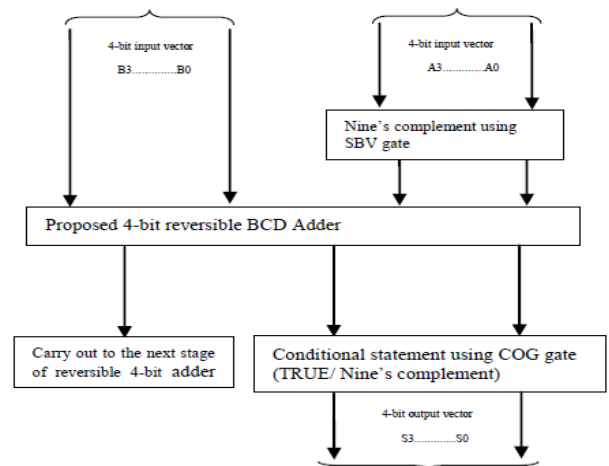 4-bit input vector
B3..............B0
4-bit input vector
A3..............A0
Nine's complement using
SBV gate
Proposed 4-bit reversible BCD Adder
Carry out to the next stage
of reversible 4-bit adder
Conditional statement using COG gate
(TRUE/ Nine's complement)
4-bit output vector
S3..............S0